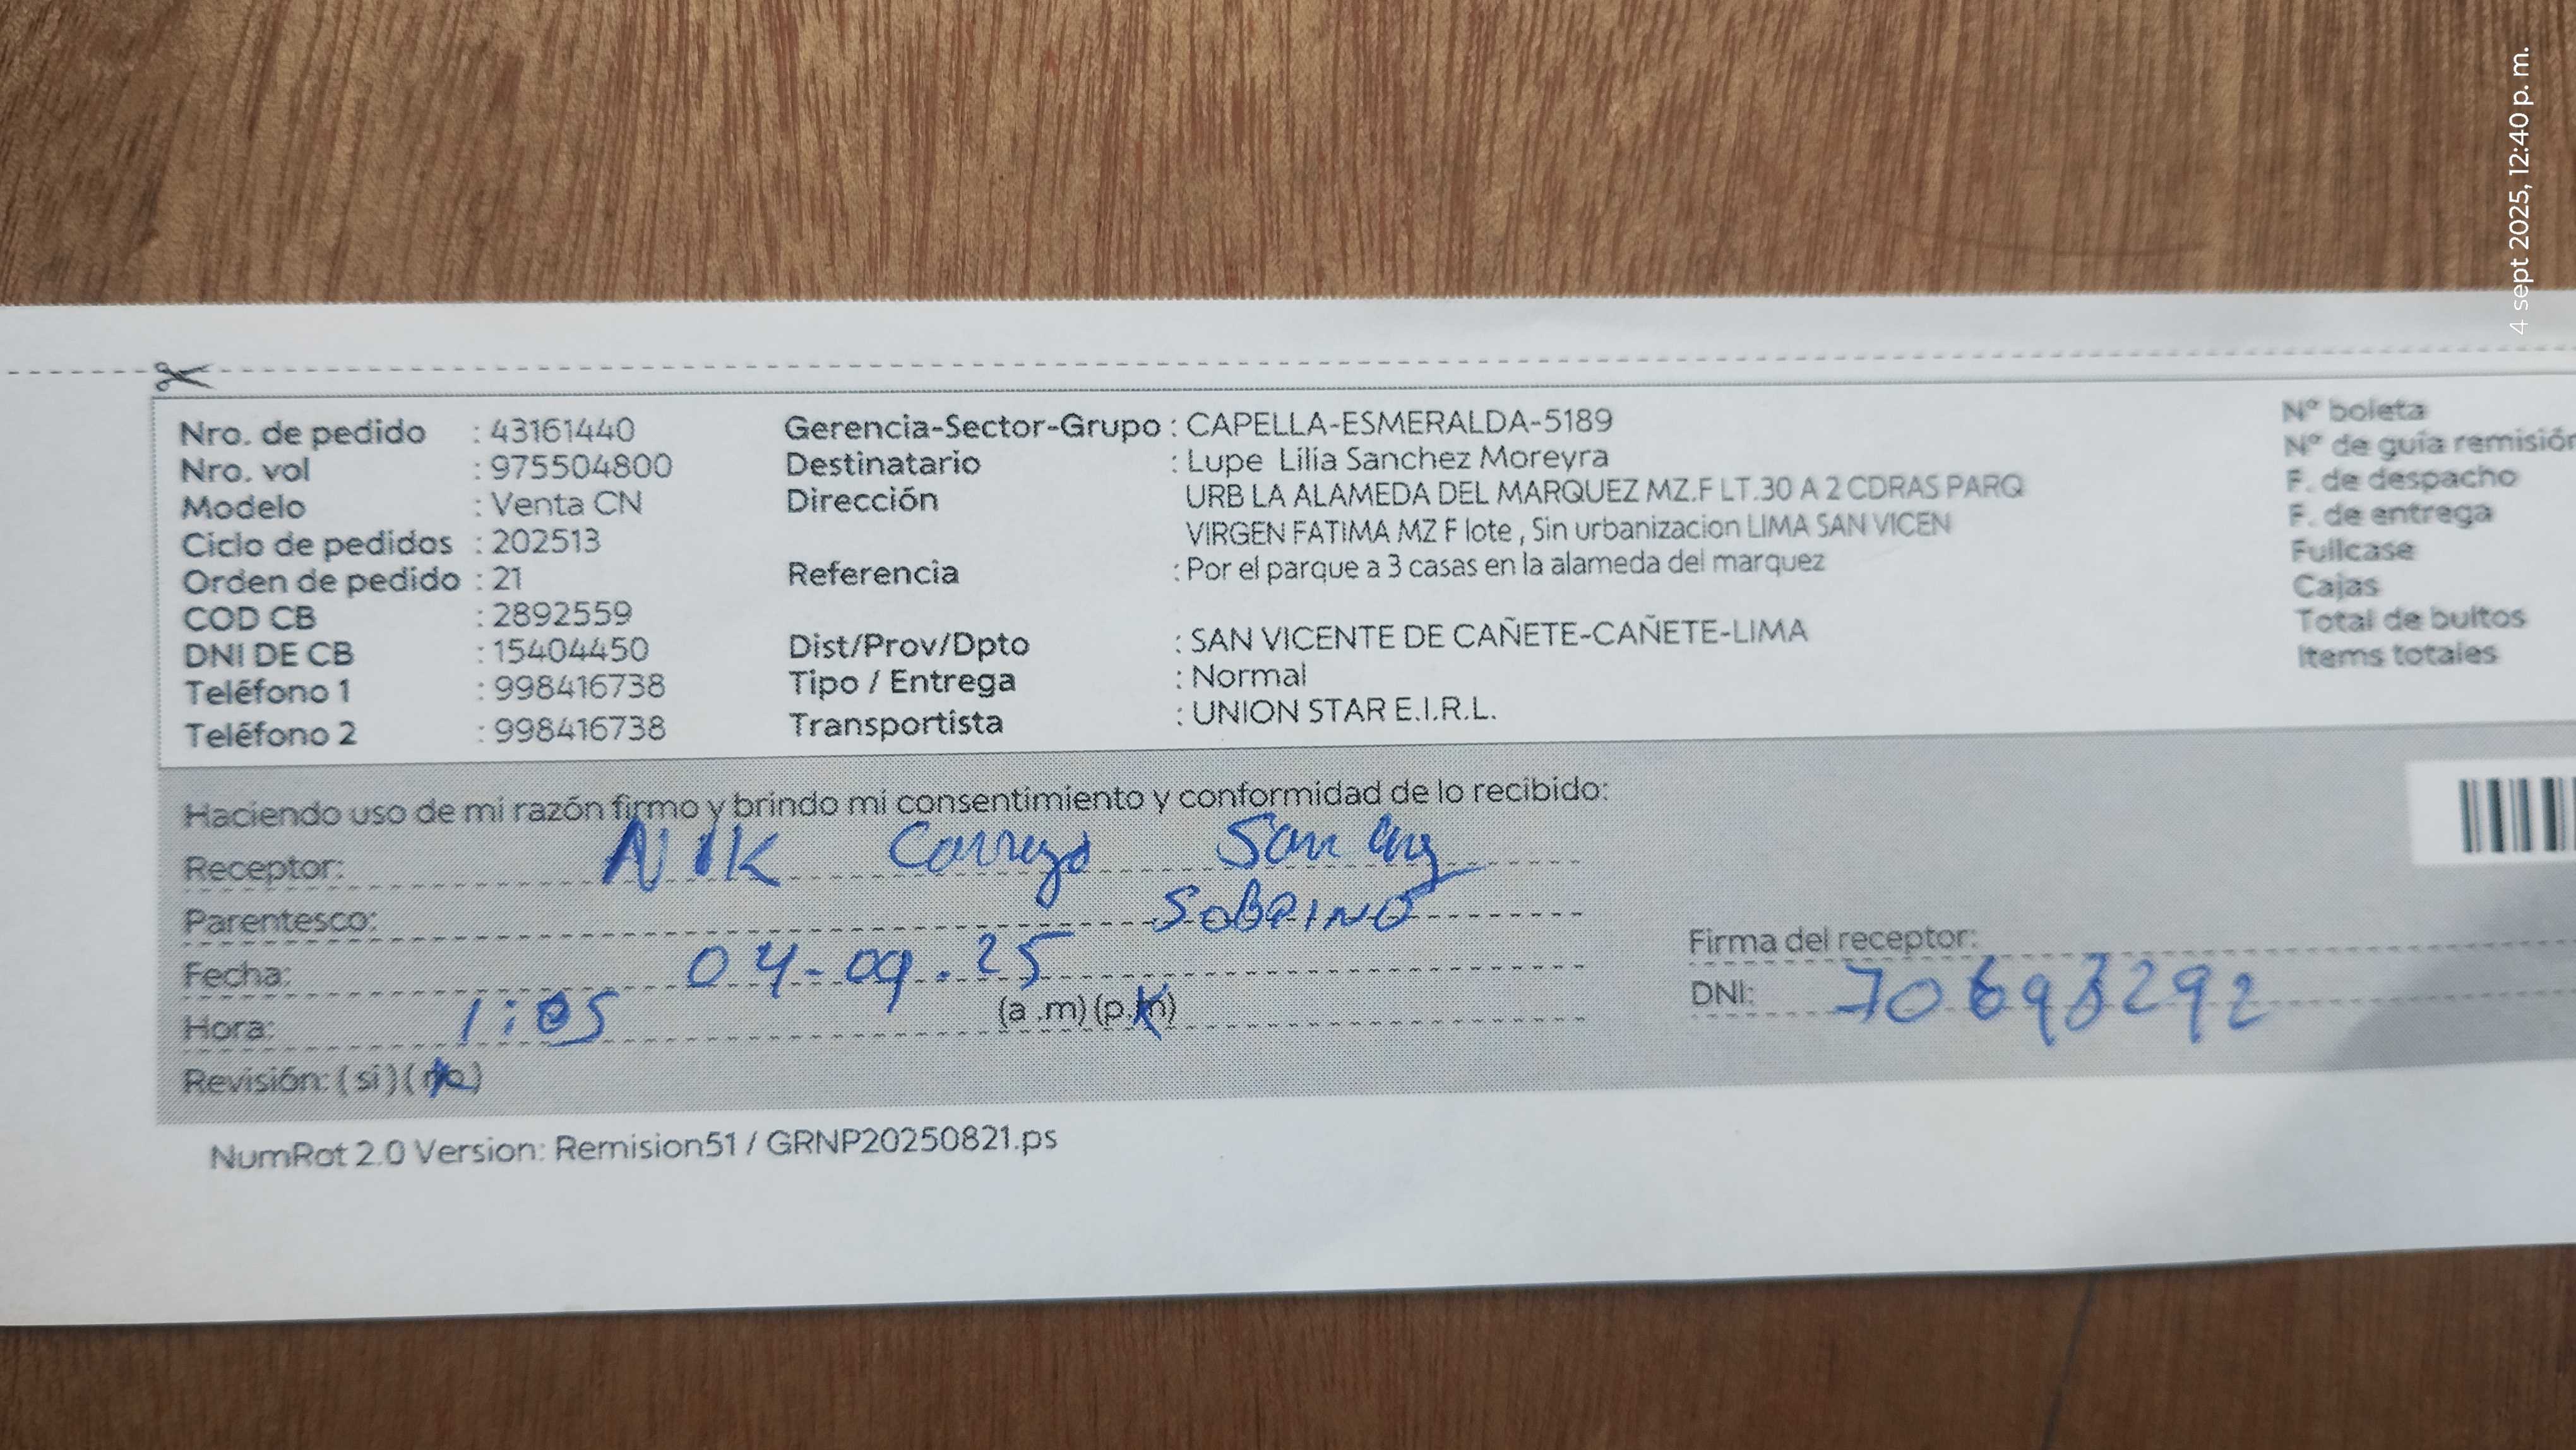 4 sept 2025, 12:40 p. m.
Nro. de pedido : 43161440
Nro. vol : 975504800
Modelo : Venta CN
Ciclo de pedidos : 202513
Orden de pedido : 21
COD CB : 2892559
DNI DE CB : 15404450
Teléfono 1 : 998416738
Teléfono 2 : 998416738
Gerencia-Sector-Grupo : CAPELLA-ESMERALDA-5189
Destinatario : Lupe Lilia Sanchez Moreyra
Dirección URB LA ALAMEDA DEL MARQUEZ MZ.F LT.30 A 2 CDRAS PARQ
VIRGEN FATIMA MZ F lote , Sin urbanizacion LIMA SAN VICEN
Referencia : Por el parque a 3 casas en la alameda del marquez
Dist/Prov/Dpto : SAN VICENTE DE CAÑETE-CAÑETE-LIMA
Tipo / Entrega : Normal
Transportista : UNION STAR E.I.R.L.
N° boleta
N° de guía remisión
F. de despacho
F. de entrega
Fullcase
Cajas
Total de bultos
Items totales
Haciendo uso de mi razón firmo y brindo mi consentimiento y conformidad de lo recibido:
Receptor: NIK
Parentesco: SOBRINO
Fecha: 04-09.25
Hora: 1:05 (a .m) (p.m)
Revisión: ( si ) ( no )
Firma del receptor:
DNI: 70693292
NumRot 2.0 Version: Remision51 / GRNP20250821.ps